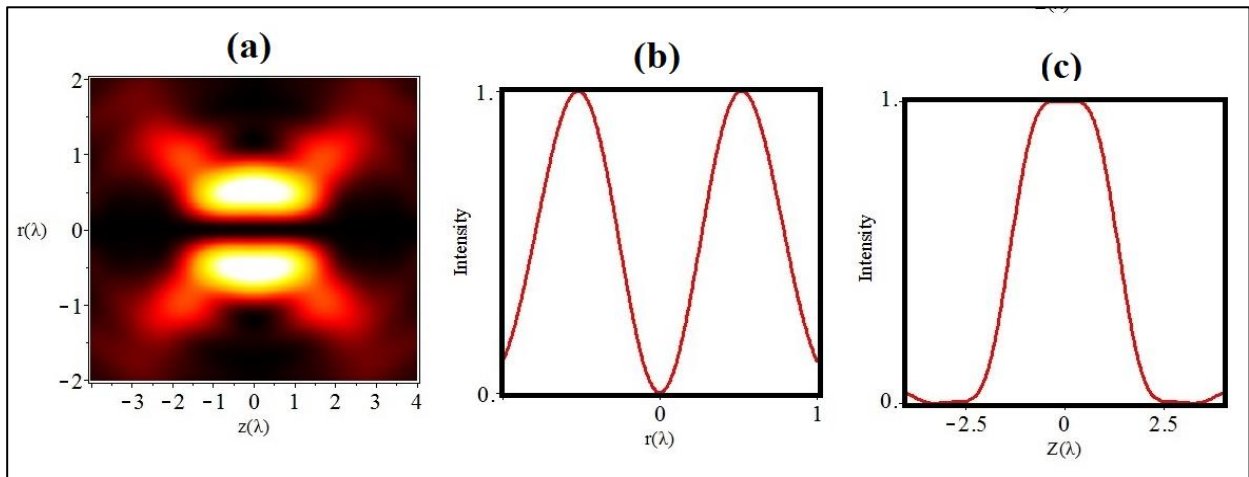 (a)
(b)
(c)
2
1
0
-1
-2
r(λ)
-3 -2 -1 0 1 2 3 4
z(λ)
1.
Intensity
0.
0 1
r(λ)
1.
Intensity
0.
-2.5 0 2.5
Z(λ)